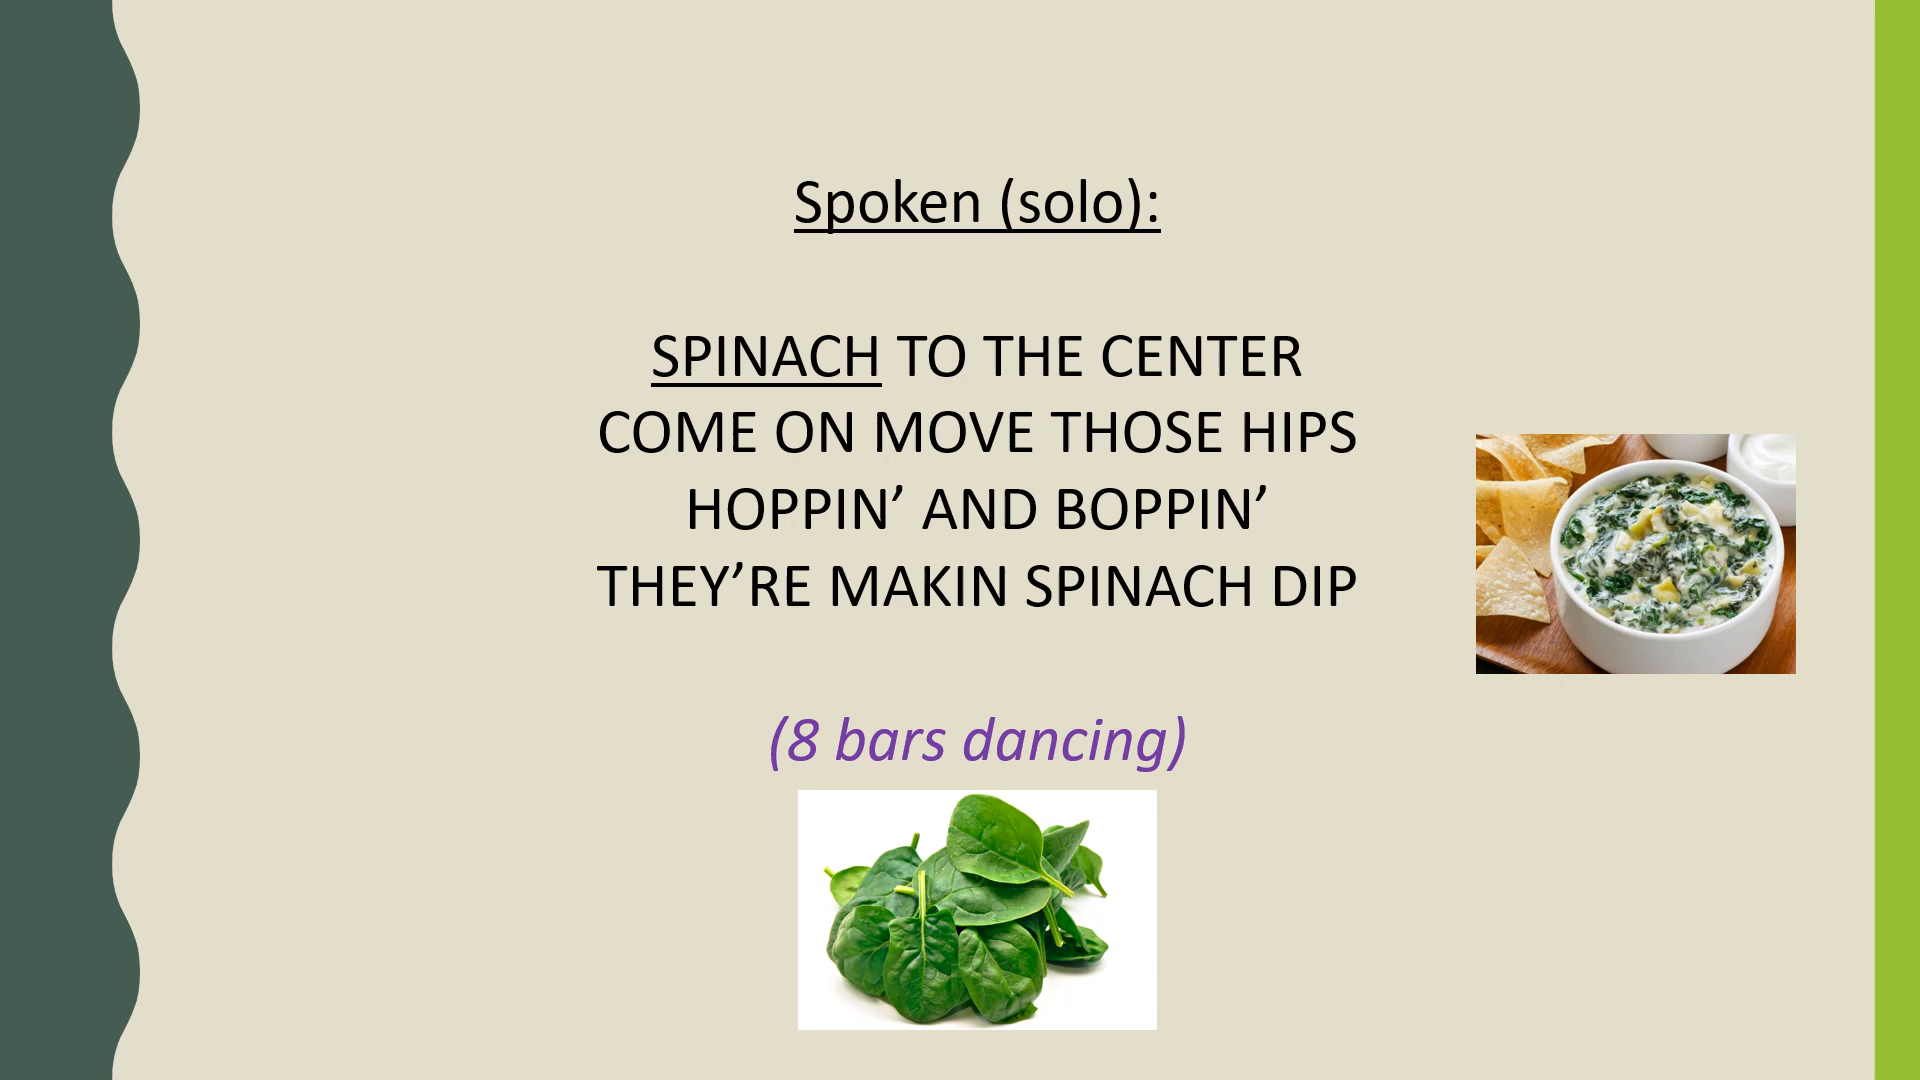 Spoken (solo):
SPINACH TO THE CENTER
COME ON MOVE THOSE HIPS
HOPPIN’ AND BOPPIN’
THEY’RE MAKIN SPINACH DIP
(8 bars dancing)